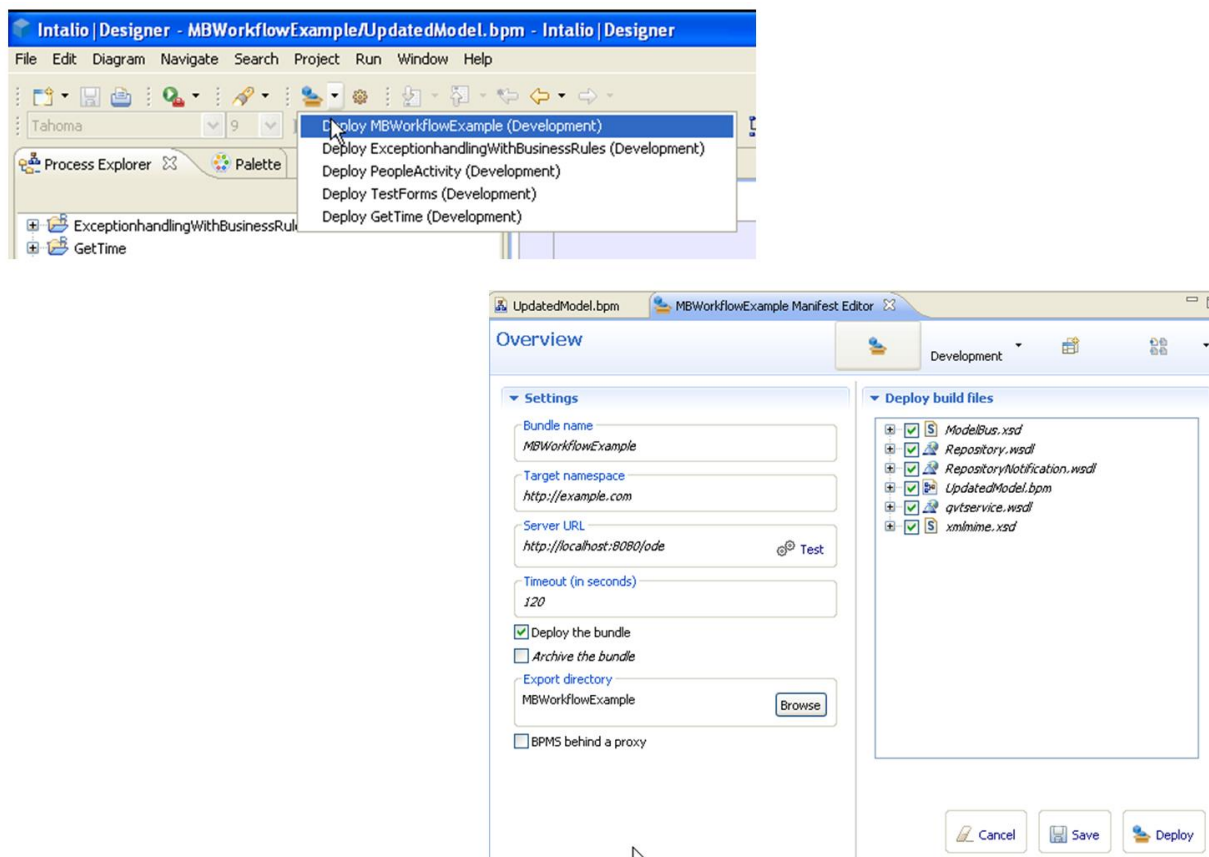 Intalio|Designer - MBWorkflowExample/UpdatedModel.bpm - Intalio|Designer
File Edit Diagram Navigate Search Project Run Window Help
Tahoma 9
Deploy MBWorkflowExample (Development)
Deploy ExceptionhandlingWithBusinessRules (Development)
Deploy PeopleActivity (Development)
Deploy TestForms (Development)
Deploy GetTime (Development)
Process Explorer Palette
ExceptionhandlingWithBusinessRul
GetTime
UpdatedModel.bpm MBWorkflowExample Manifest Editor
Overview
Development
Settings
Bundle name
MBWorkflowExample
Target namespace
http://example.com
Server URL
http://localhost:8080/ode Test
Timeout (in seconds)
120
Deploy the bundle
Archive the bundle
Export directory
MBWorkflowExample Browse
BPMS behind a proxy
Deploy build files
ModelBus.xsd
Repository.wsdl
RepositoryNotification.wsdl
UpdatedModel.bpm
qvtservice.wsdl
xmlmime.xsd
Cancel Save Deploy